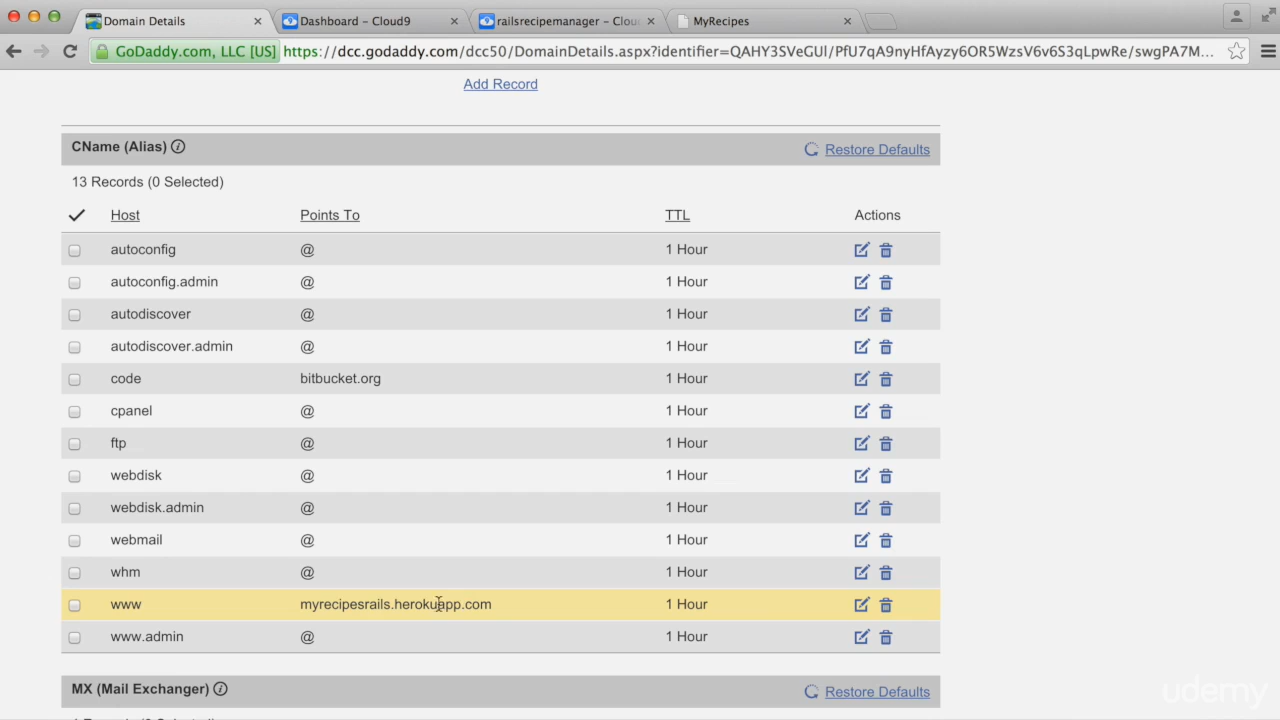 Domain Details
Dashboard - Cloud9
railsrecipemanager - Clou
MyRecipes
GoDaddy.com, LLC [US] https://dcc.godaddy.com/dcc50/DomainDetails.aspx?identifier=QAHY3SVeGUI/PfU7qA9nyHfAyzy6OR5WzsV6v6S3qLpwRe/swgPA7M...
Add Record
CName (Alias)
Restore Defaults
13 Records (0 Selected)
Host Points To TTL Actions
autoconfig @ 1 Hour
autoconfig.admin @ 1 Hour
autodiscover @ 1 Hour
autodiscover.admin @ 1 Hour
code bitbucket.org 1 Hour
cpanel @ 1 Hour
ftp @ 1 Hour
webdisk @ 1 Hour
webdisk.admin @ 1 Hour
webmail @ 1 Hour
whm @ 1 Hour
www myrecipesrails.herokuapp.com 1 Hour
www.admin @ 1 Hour
MX (Mail Exchanger)
Restore Defaults
udemy